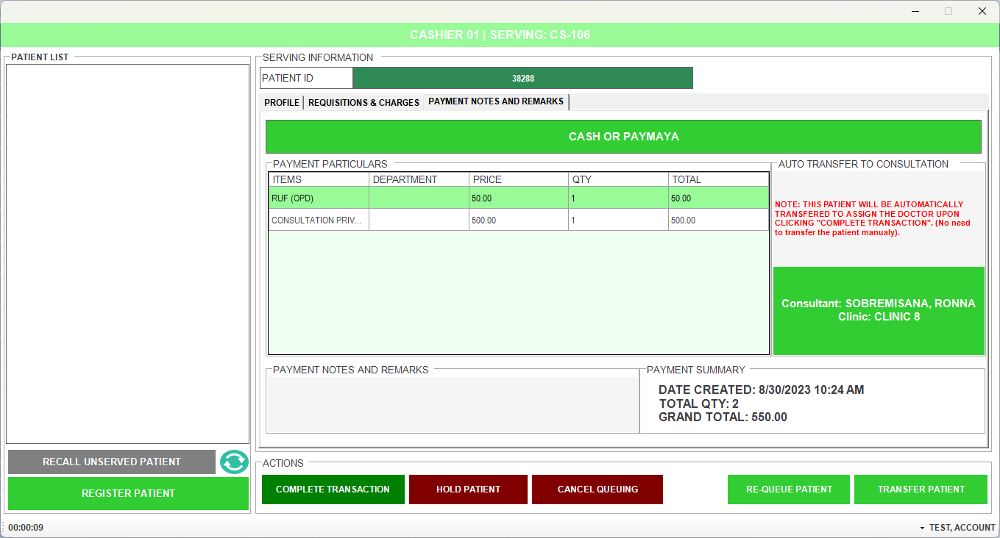 CASHIER 01 | SERVING: CS-106
PATIENT LIST
RECALL UNSERVED PATIENT
REGISTER PATIENT
SERVING INFORMATION
PATIENT ID 38288
PROFILE REQUISITIONS & CHARGES PAYMENT NOTES AND REMARKS
CASH OR PAYMAYA
PAYMENT PARTICULARS
ITEMS DEPARTMENT PRICE QTY TOTAL
RUF (OPD) 50.00 1 50.00
CONSULTATION PRIV... 500.00 1 500.00
AUTO TRANSFER TO CONSULTATION
NOTE: THIS PATIENT WILL BE AUTOMATICALLY
TRANSFERED TO ASSIGN THE DOCTOR UPON
CLICKING "COMPLETE TRANSACTION". (No need
to transfer the patient manualy).
Consultant: SOBREMISANA, RONNA
Clinic: CLINIC 8
PAYMENT NOTES AND REMARKS
PAYMENT SUMMARY
DATE CREATED: 8/30/2023 10:24 AM
TOTAL QTY: 2
GRAND TOTAL: 550.00
ACTIONS
COMPLETE TRANSACTION HOLD PATIENT CANCEL QUEUING RE-QUEUE PATIENT TRANSFER PATIENT
00:00:09 TEST, ACCOUNT